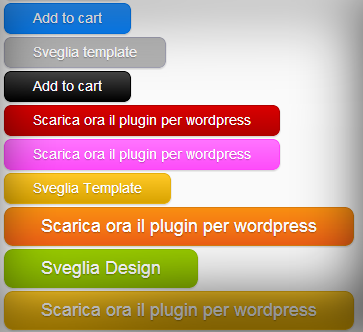 Add to cart
Sveglia template
Add to cart
Scarica ora il plugin per wordpress
Scarica ora il plugin per wordpress
Sveglia Template
Scarica ora il plugin per wordpress
Sveglia Design
Scarica ora il plugin per wordpress